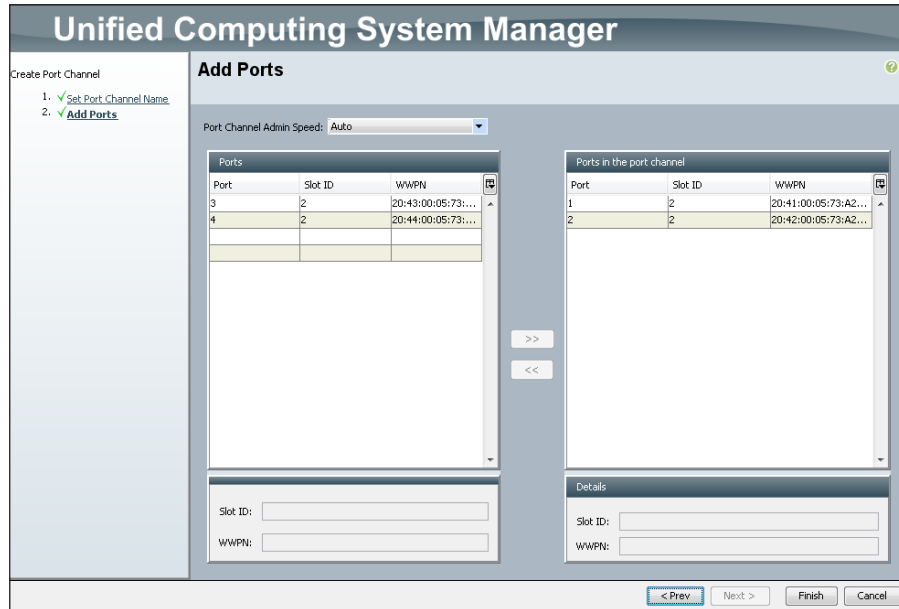 Unified Computing System Manager
Create Port Channel
1. Set Port Channel Name
2. Add Ports
Add Ports
Port Channel Admin Speed: Auto
Ports
Port Slot ID WWPN
3 2 20:43:00:05:73:...
4 2 20:44:00:05:73:...
>>
<<
Slot ID:
WWPN:
Ports in the port channel
Port Slot ID WWPN
1 2 20:41:00:05:73:A2...
2 2 20:42:00:05:73:A2...
Details
Slot ID:
WWPN:
< Prev Next > Finish Cancel